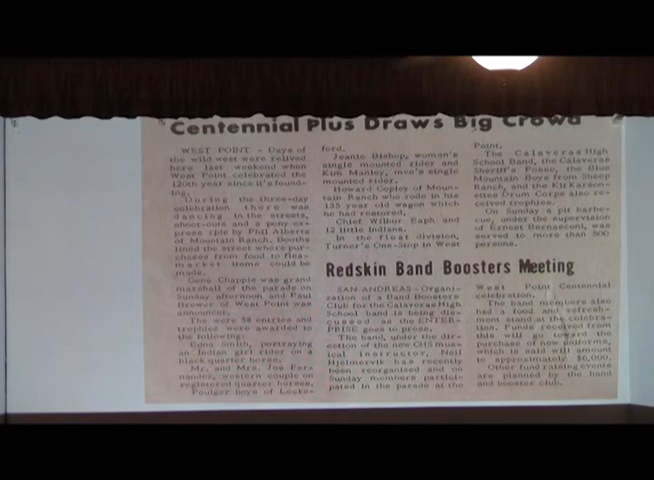 Centennial Plus Draws Big Crowd
WEST POINT - Days of
the wild west were relived
here last weekend when
West Point celebrated the
120th year since it's found-
ing.
During the three-day
celebration there was
dancing in the streets,
shoot-outs and a pony ex-
press ride by Phil Alberts
of Mountain Ranch. Booths
lined the street where pur-
chases from food to flea-
market items could be
made.
Gene Chappie was grand
marshall of the parade on
Sunday afternoon and Paul
Brewer of West Point was
announcer.
The were 58 entries and
trophies were awarded to
the following:
Edna Smith, portraying
an Indian girl rider on a
black quarter horse.
Mr. and Mrs. Joe Fer-
nandez, western couple on
registered quarter horses,
Poulger boys of Locke-
ford.
Jeanie Bishop, woman's
single mounted rider and
Kim Manley, men's single
mounted rider.
Howard Gopley of Moun-
tain Ranch who rode in his
135 year old wagon which
he had restored.
Chief Wilbur Eaph and
12 little Indians.
In the float division,
Turner's One-Stop in West
Point,
The Calaveras High
School Band, the Calaveras
Sheriff's Posse, the Blue
Mountain Boys from Sheep
Ranch, and the Kit Karson-
ettes Drum Corps also re-
ceived trophies.
On Sunday a pit barbe-
cue, under the supervision
of Ernest Bernasconi, was
served to more than 500
persons.
Redskin Band Boosters Meeting
SAN ANDREAS - Organi-
zation of a Band Boosters
Club for the Calaveras High
School band is being dis-
cussed as the ENTER-
PRISE goes to press.
The band, under the dir-
ection of the new CHS mus-
ical instructor, Neil
Hjelmervik has recently
been reorganized and on
Sunday members partici-
pated in the parade at the
West Point Centennial
celebration.
The band members also
had a food and refresh-
ment stand at the celebra-
tion. Funds received from
this will go toward the
purchase of new uniforms,
which is said will amount
to approximately $6,000.
Other fund raising events
are planned by the band
and booster club.